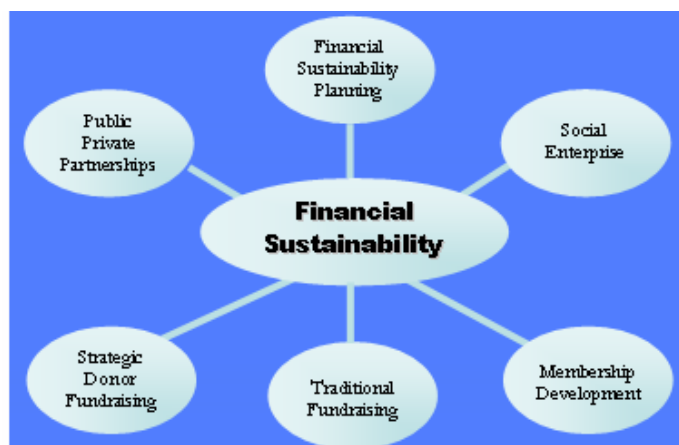 Financial
Sustainability
Planning
Public
Private
Partnerships
Social
Enterprise
Financial
Sustainability
Strategic
Donor
Fundraising
Traditional
Fundraising
Membership
Development